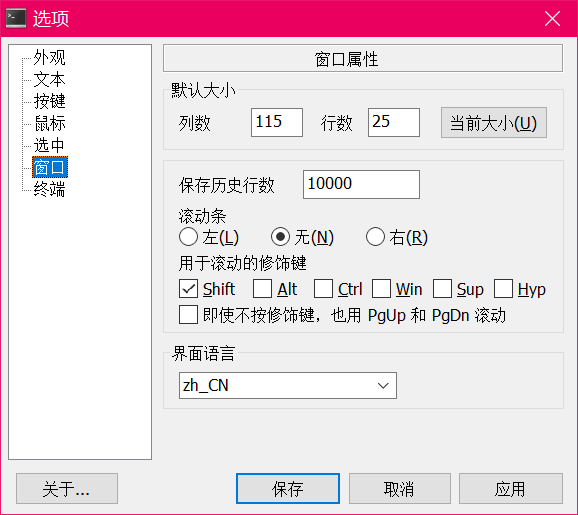 选项
外观
文本
按键
鼠标
选中
窗口
终端
窗口属性
默认大小
列数 115 行数 25 当前大小(U)
保存历史行数 10000
滚动条
左(L) 无(N) 右(R)
用于滚动的修饰键
Shift Alt Ctrl Win Sup Hyp
即使不按修饰键，也用 PgUp 和 PgDn 滚动
界面语言
zh_CN
关于... 保存 取消 应用